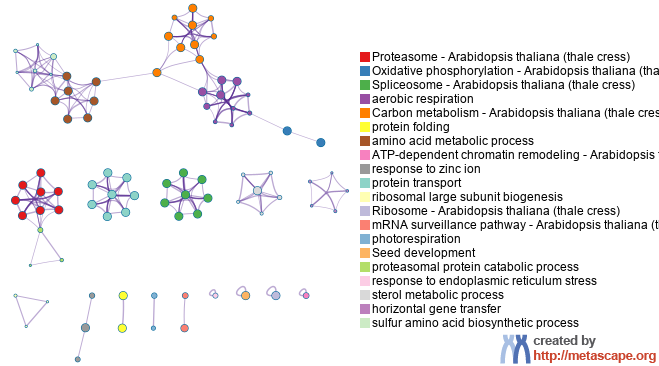 Proteasome - Arabidopsis thaliana (thale cress)
Oxidative phosphorylation - Arabidopsis thaliana (tha
Spliceosome - Arabidopsis thaliana (thale cress)
aerobic respiration
Carbon metabolism - Arabidopsis thaliana (thale cres
protein folding
amino acid metabolic process
ATP-dependent chromatin remodeling - Arabidopsis t
response to zinc ion
protein transport
ribosomal large subunit biogenesis
Ribosome - Arabidopsis thaliana (thale cress)
mRNA surveillance pathway - Arabidopsis thaliana (th
photorespiration
Seed development
proteasomal protein catabolic process
response to endoplasmic reticulum stress
sterol metabolic process
horizontal gene transfer
sulfur amino acid biosynthetic process
created by
http://metascape.org